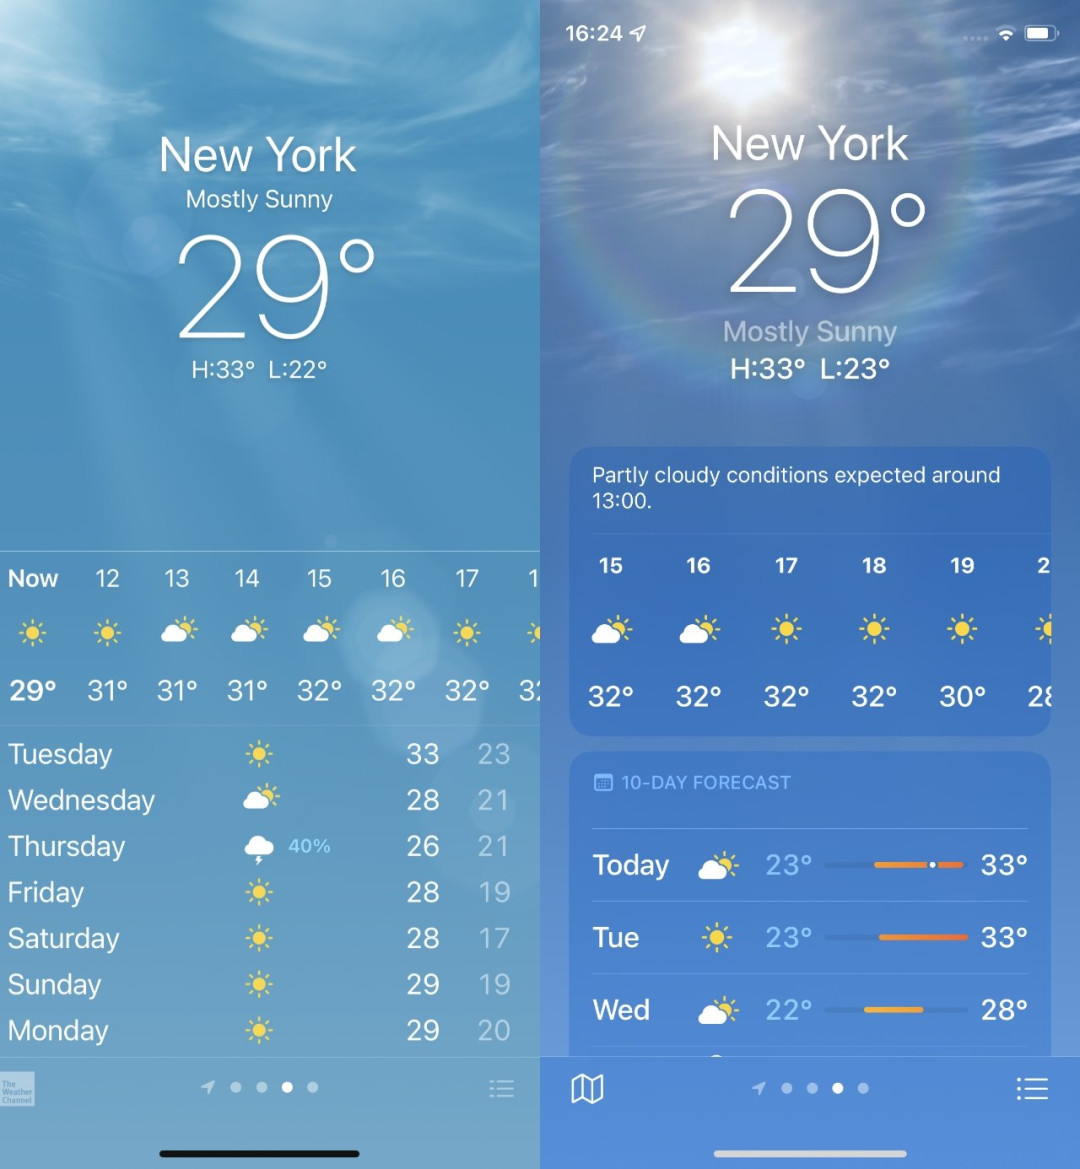 New York
Mostly Sunny
29°
H:33° L:22°
Now 12 13 14 15 16 17
29° 31° 31° 31° 32° 32° 32°
Tuesday 33 23
Wednesday 28 21
Thursday 40% 26 21
Friday 28 19
Saturday 28 17
Sunday 29 19
Monday 29 20
The
Weather
Channel
16:24
New York
29°
Mostly Sunny
H:33° L:23°
Partly cloudy conditions expected around
13:00.
15 16 17 18 19
32° 32° 32° 32° 30°
10-DAY FORECAST
Today 23° 33°
Tue 23° 33°
Wed 22° 28°